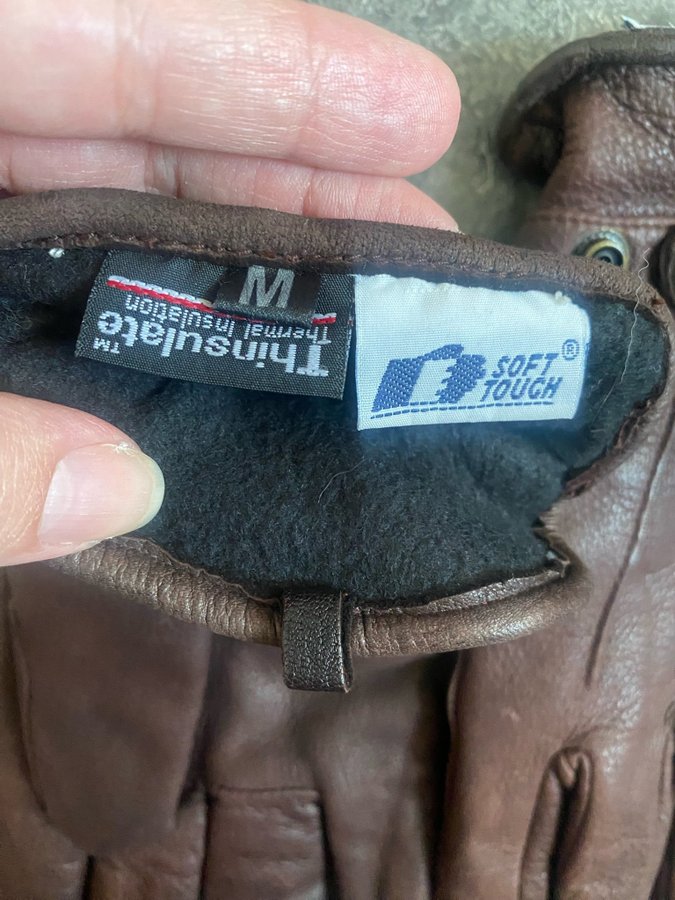 M
Thinsulate™
Thermal Insulation
SOFT ®
TOUCH